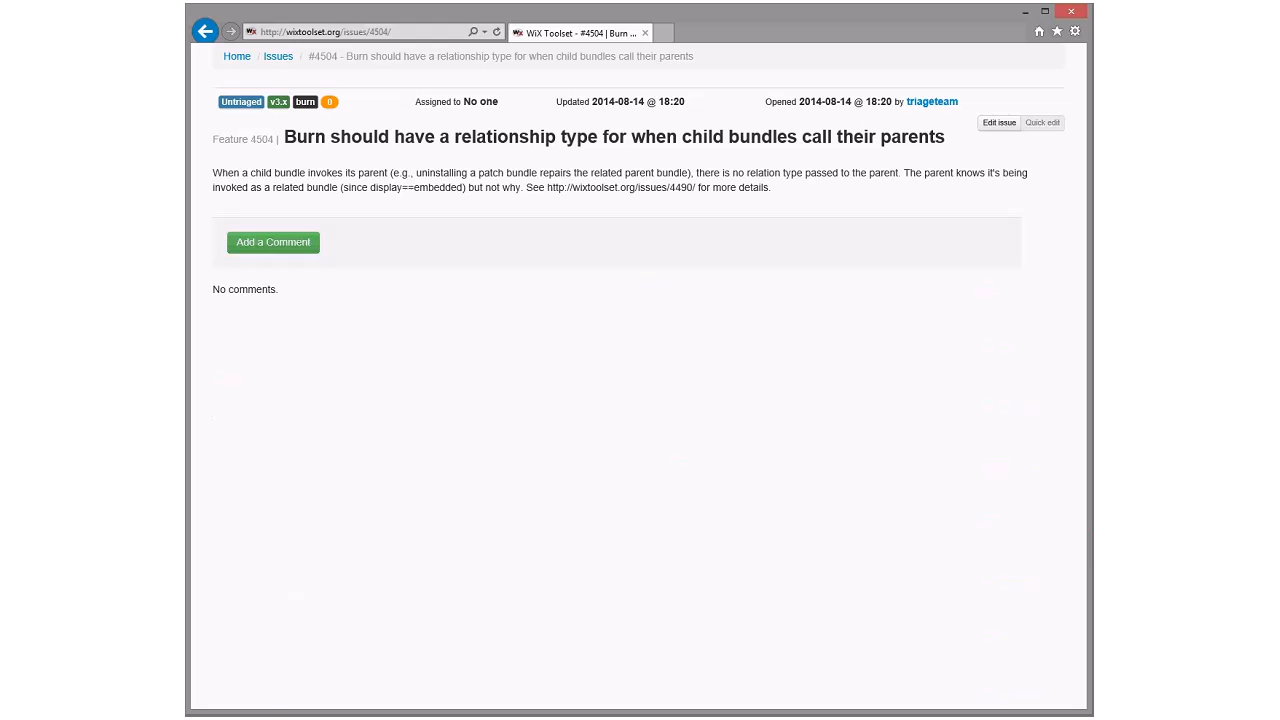 http://wixtoolset.org/issues/4504/
WiX Toolset - #4504 | Burn ...
Home / Issues / #4504 - Burn should have a relationship type for when child bundles call their parents
Untriaged v3.x burn 0 Assigned to No one Updated 2014-08-14 @ 18:20 Opened 2014-08-14 @ 18:20 by triageteam
Edit issue Quick edit
Feature 4504 | Burn should have a relationship type for when child bundles call their parents
When a child bundle invokes its parent (e.g., uninstalling a patch bundle repairs the related parent bundle), there is no relation type passed to the parent. The parent knows it's being
invoked as a related bundle (since display==embedded) but not why. See http://wixtoolset.org/issues/4490/ for more details.
Add a Comment
No comments.